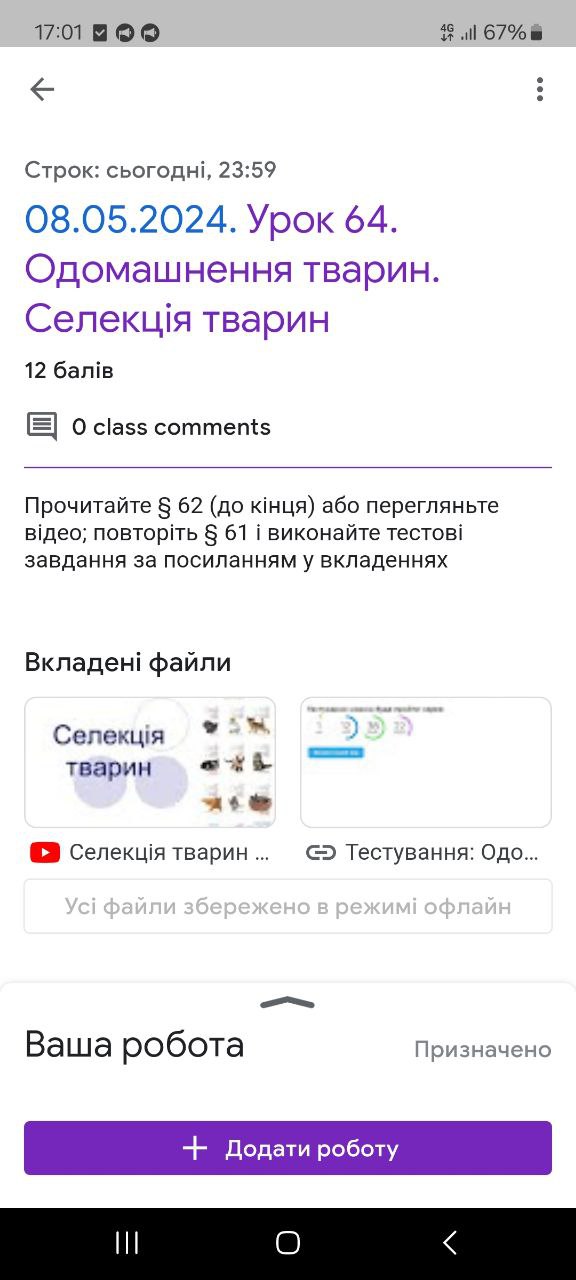 17:01
4G 67%
Строк: сьогодні, 23:59
08.05.2024. Урок 64.
Одомашнення тварин.
Селекція тварин
12 балів
0 class comments
Прочитайте § 62 (до кінця) або перегляньте
відео; повторіть § 61 і виконайте тестові
завдання за посиланням у вкладеннях
Вкладені файли
Селекція
тварин
Селекція тварин ...
Тестування: Одо...
Усі файли збережено в режимі офлайн
Ваша робота
Призначено
Додати роботу